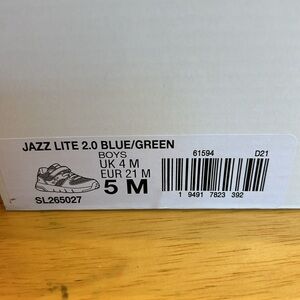 JAZZ LITE 2.0 BLUE/GREEN
BOYS
UK 4 M
EUR 21 M
5 M
SL265027
61594 D21
1 9491 7823 392